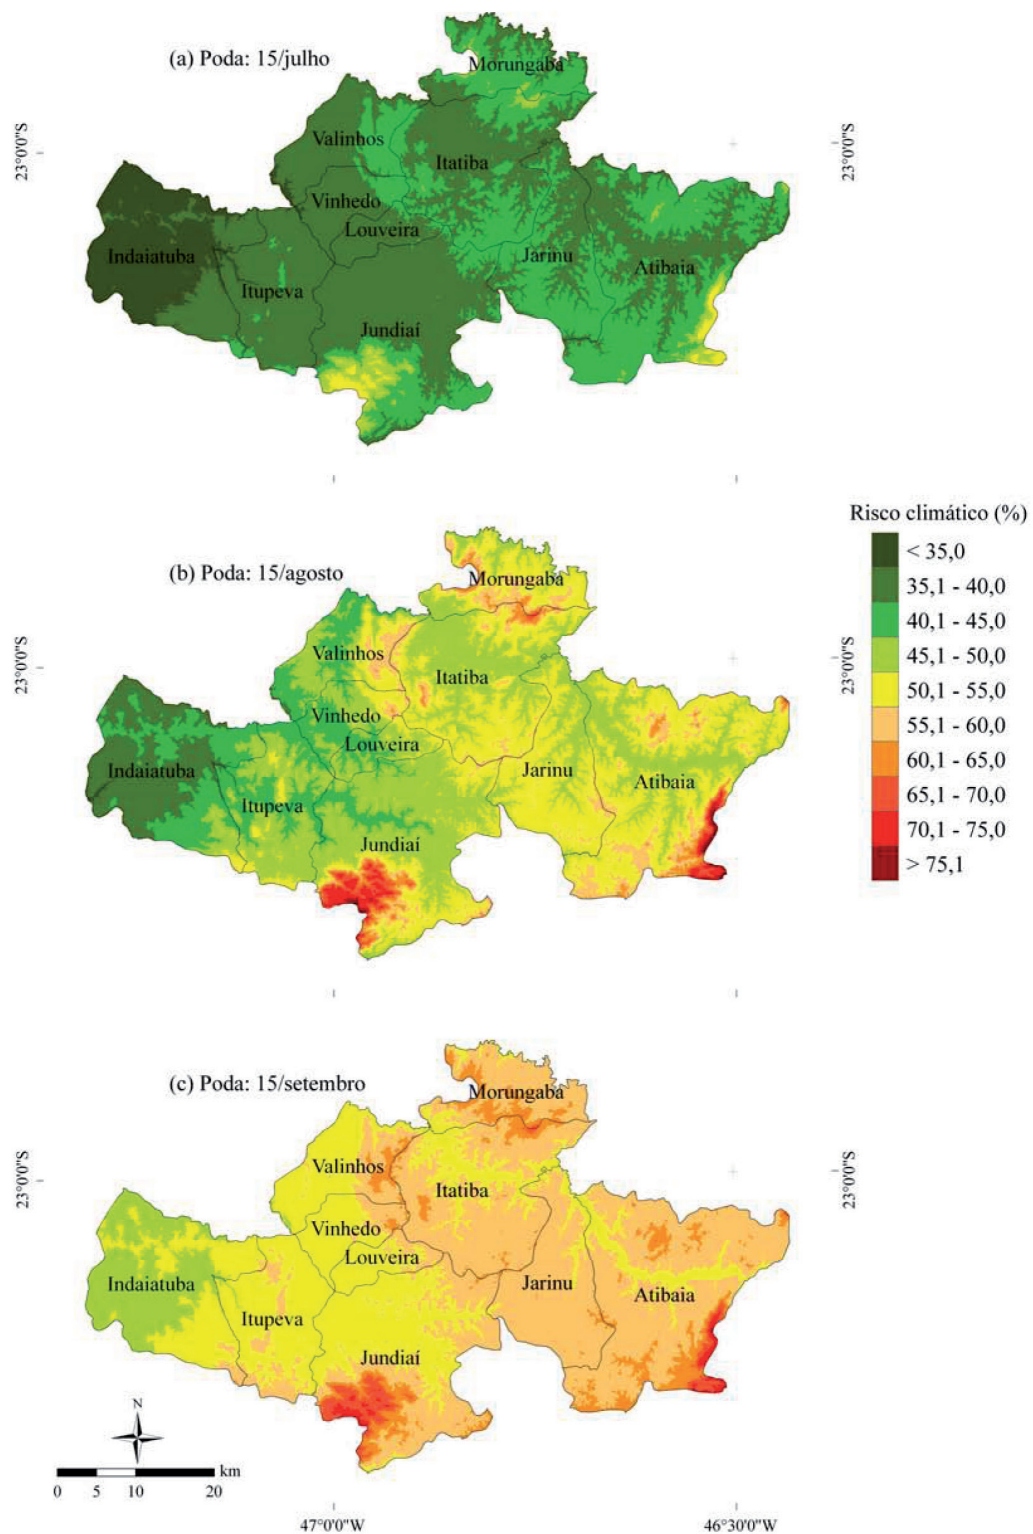 (a) Poda: 15/julho
Morungaba
Valinhos
Itatiba
Vinhedo
Louveira
Indaiatuba
Itupeva
Jarinu
Atibaia
Jundiaí
23°0'0"S
23°0'0"S
(b) Poda: 15/agosto
Morungaba
Valinhos
Itatiba
Vinhedo
Louveira
Indaiatuba
Itupeva
Jarinu
Atibaia
Jundiaí
23°0'0"S
23°0'0"S
Risco climático (%)
< 35,0
35,1 - 40,0
40,1 - 45,0
45,1 - 50,0
50,1 - 55,0
55,1 - 60,0
60,1 - 65,0
65,1 - 70,0
70,1 - 75,0
> 75,1
(c) Poda: 15/setembro
Morungaba
Valinhos
Itatiba
Vinhedo
Louveira
Indaiatuba
Itupeva
Jarinu
Atibaia
Jundiaí
23°0'0"S
23°0'0"S
N
km
0 5 10 20
47°0'0"W
46°30'0"W